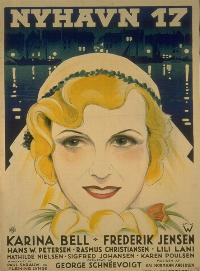 NYHAVN 17
KARINA BELL - FREDERIK JENSEN
HANS W. PETERSEN · RASMUS CHRISTIANSEN · LILI LANI
MATHILDE NIELSEN · SIGFRED JOHANSEN · KAREN POULSEN
GEORGE SCHNEEVOIGT